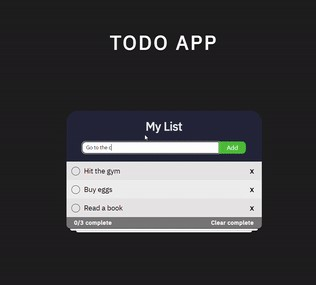 TODO APP
My List
Go to the c
Add
Hit the gym
x
Buy eggs
x
Read a book
x
0/3 complete
Clear complete